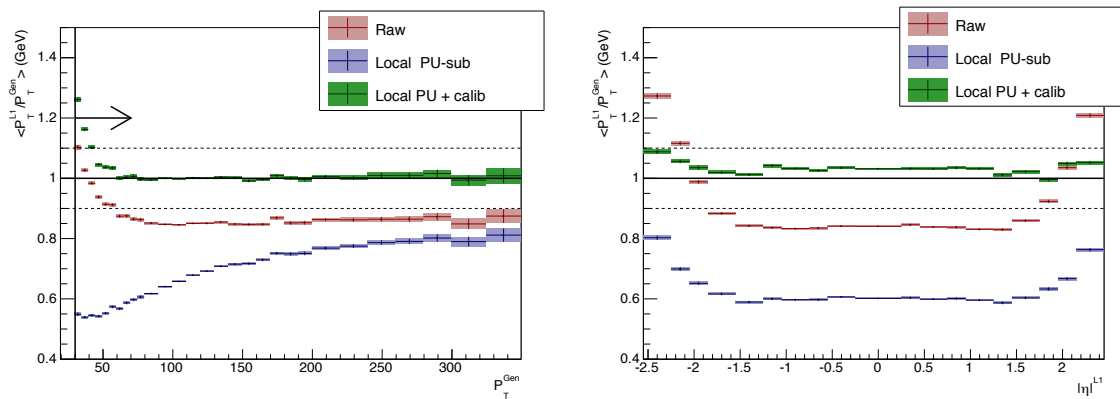 <P_T^L1/P_T^Gen> (GeV)
1.4
1.2
1
0.8
0.6
0.4
50 100 150 200 250 300
P_T^Gen
Raw
Local PU-sub
Local PU + calib
<P_T^L1/P_T^Gen> (GeV)
1.4
1.2
1
0.8
0.6
0.4
-2.5 -2 -1.5 -1 -0.5 0 0.5 1 1.5 2
|η|^L1
Raw
Local PU-sub
Local PU + calib